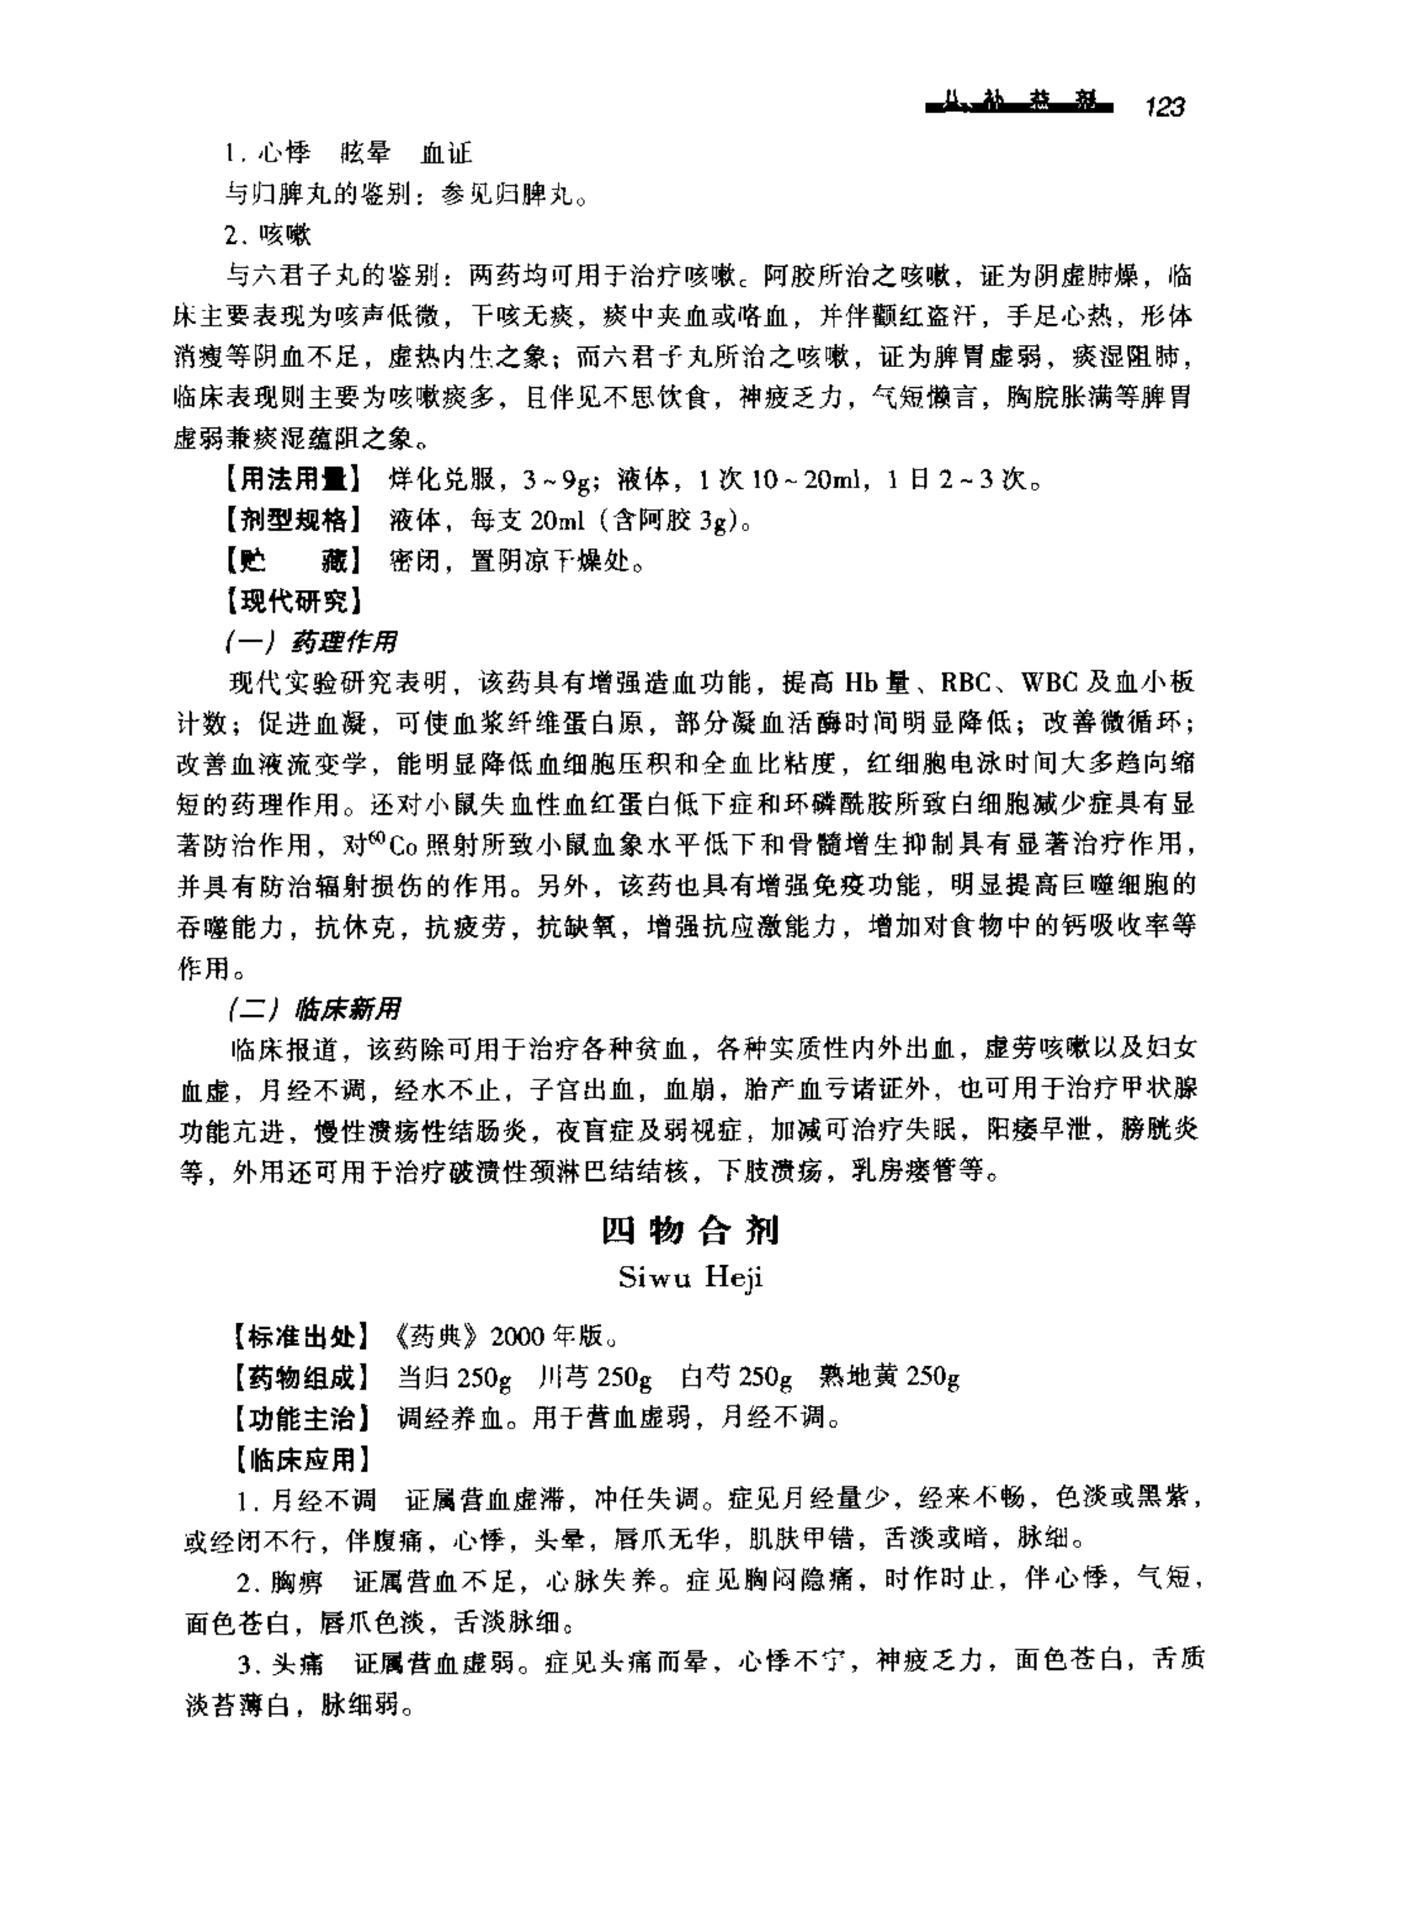 八、补益剂 123
1. 心悸 眩晕 血证
与归脾丸的鉴别：参见归脾丸。
2. 咳嗽
与六君子丸的鉴别：两药均可用于治疗咳嗽。阿胶所治之咳嗽，证为阴虚肺燥，临
床主要表现为咳声低微，干咳无痰，痰中夹血或咯血，并伴颧红盗汗，手足心热，形体
消瘦等阴血不足，虚热内生之象；而六君子丸所治之咳嗽，证为脾胃虚弱，痰湿阻肺，
临床表现则主要为咳嗽痰多，且伴见不思饮食，神疲乏力，气短懒言，胸脘胀满等脾胃
虚弱兼痰湿蕴阻之象。
【用法用量】 烊化兑服，3~9g；液体，1次10~20ml，1日2~3次。
【剂型规格】 液体，每支20ml（含阿胶3g）。
【贮　　藏】 密闭，置阴凉干燥处。
【现代研究】
（一）药理作用
现代实验研究表明，该药具有增强造血功能，提高 Hb 量、RBC、WBC 及血小板
计数；促进血凝，可使血浆纤维蛋白原，部分凝血活酶时间明显降低；改善微循环；
改善血液流变学，能明显降低血细胞压积和全血比粘度，红细胞电泳时间大多趋向缩
短的药理作用。还对小鼠失血性血红蛋白低下症和环磷酰胺所致白细胞减少症具有显
著防治作用，对⁶⁰Co 照射所致小鼠血象水平低下和骨髓增生抑制具有显著治疗作用，
并具有防治辐射损伤的作用。另外，该药也具有增强免疫功能，明显提高巨噬细胞的
吞噬能力，抗休克，抗疲劳，抗缺氧，增强抗应激能力，增加对食物中的钙吸收率等
作用。
（二）临床新用
临床报道，该药除可用于治疗各种贫血，各种实质性内外出血，虚劳咳嗽以及妇女
血虚，月经不调，经水不止，子宫出血，血崩，胎产血亏诸证外，也可用于治疗甲状腺
功能亢进，慢性溃疡性结肠炎，夜盲症及弱视症，加减可治疗失眠，阳痿早泄，膀胱炎
等，外用还可用于治疗破溃性颈淋巴结结核，下肢溃疡，乳房瘘管等。
四物合剂
Siwu Heji
【标准出处】《药典》2000年版。
【药物组成】 当归250g 川芎250g 白芍250g 熟地黄250g
【功能主治】 调经养血。用于营血虚弱，月经不调。
【临床应用】
1. 月经不调 证属营血虚滞，冲任失调。症见月经量少，经来不畅，色淡或黑紫，
或经闭不行，伴腹痛，心悸，头晕，唇爪无华，肌肤甲错，舌淡或暗，脉细。
2. 胸痹 证属营血不足，心脉失养。症见胸闷隐痛，时作时止，伴心悸，气短，
面色苍白，唇爪色淡，舌淡脉细。
3. 头痛 证属营血虚弱。症见头痛而晕，心悸不宁，神疲乏力，面色苍白，舌质
淡苔薄白，脉细弱。